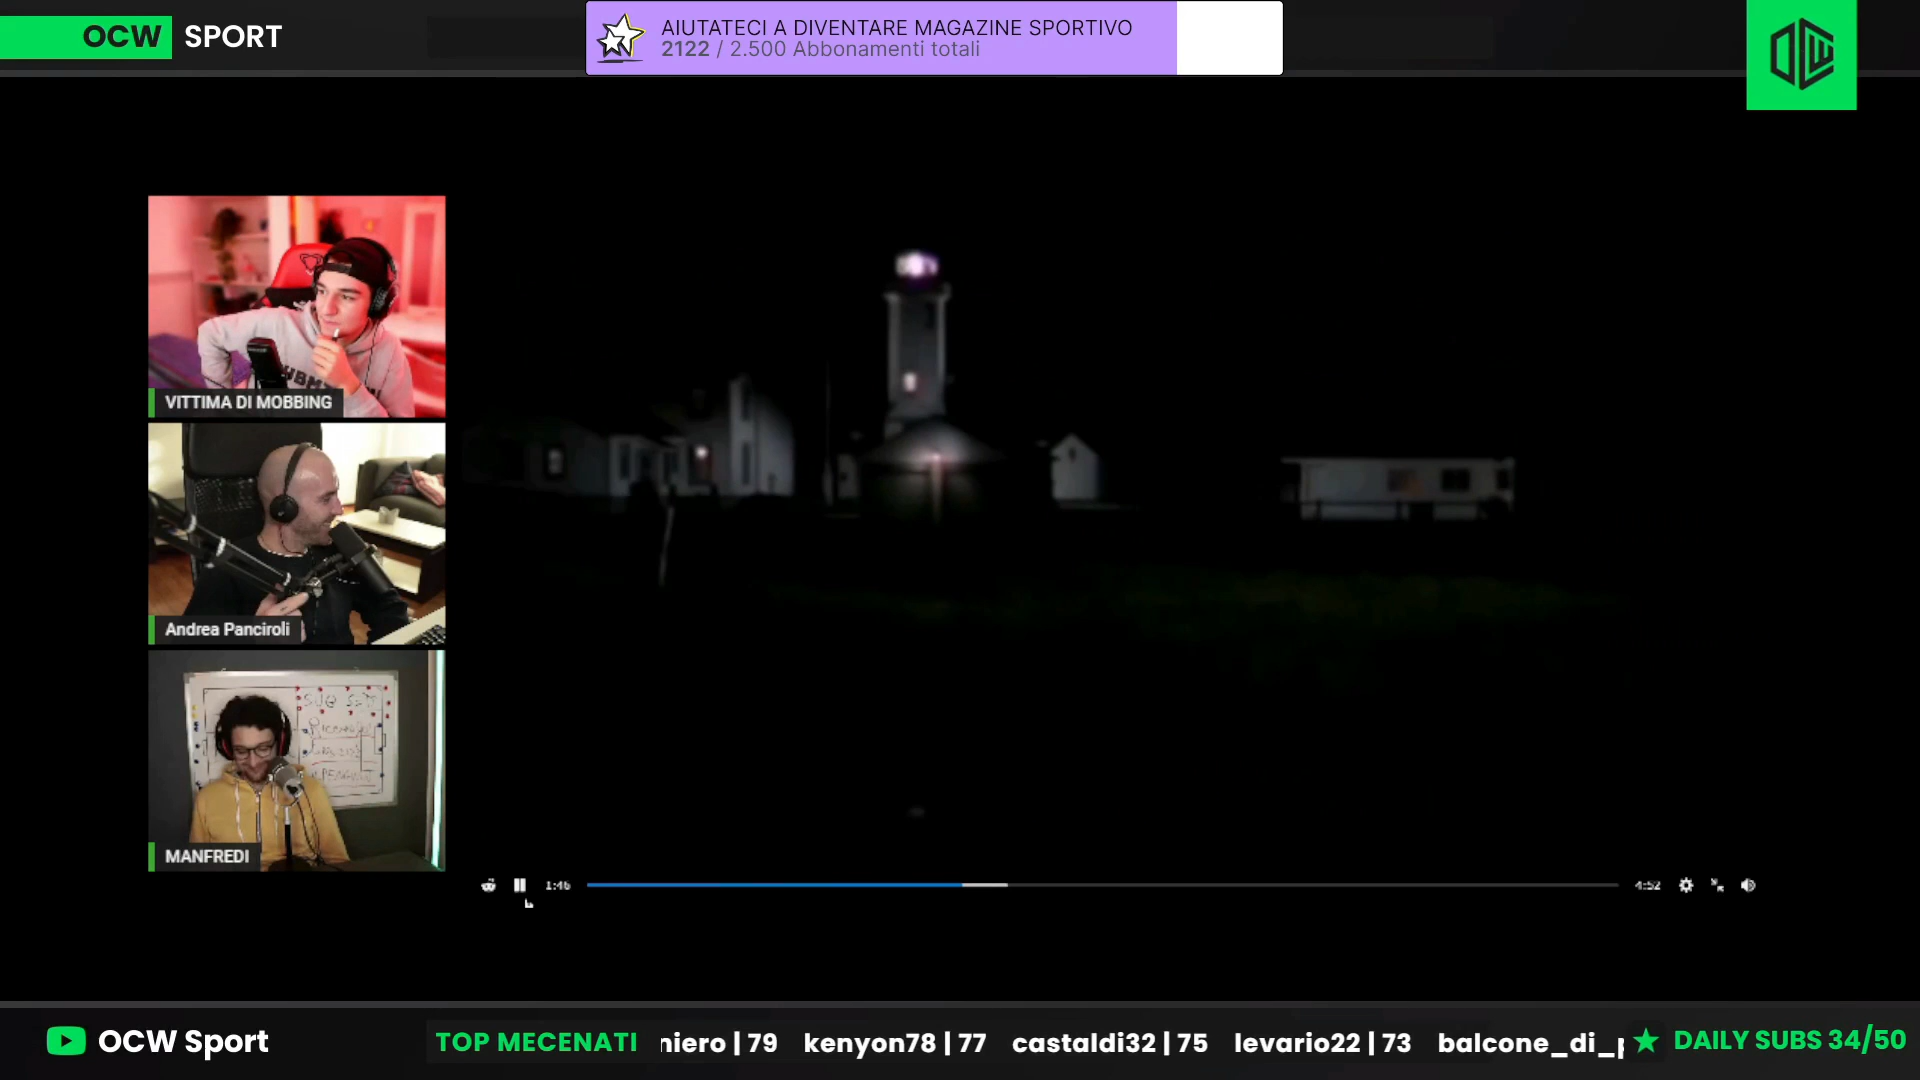 OCW SPORT
AIUTATECI A DIVENTARE MAGAZINE SPORTIVO
2122 / 2.500 Abbonamenti totali
VITTIMA DI MOBBING
Andrea Panciroli
MANFREDI
1:46
4:52
OCW Sport
TOP MECENATI niero | 79 kenyon78 | 77 castaldi32 | 75 levario22 | 73 balcone_di_p
DAILY SUBS 34/50